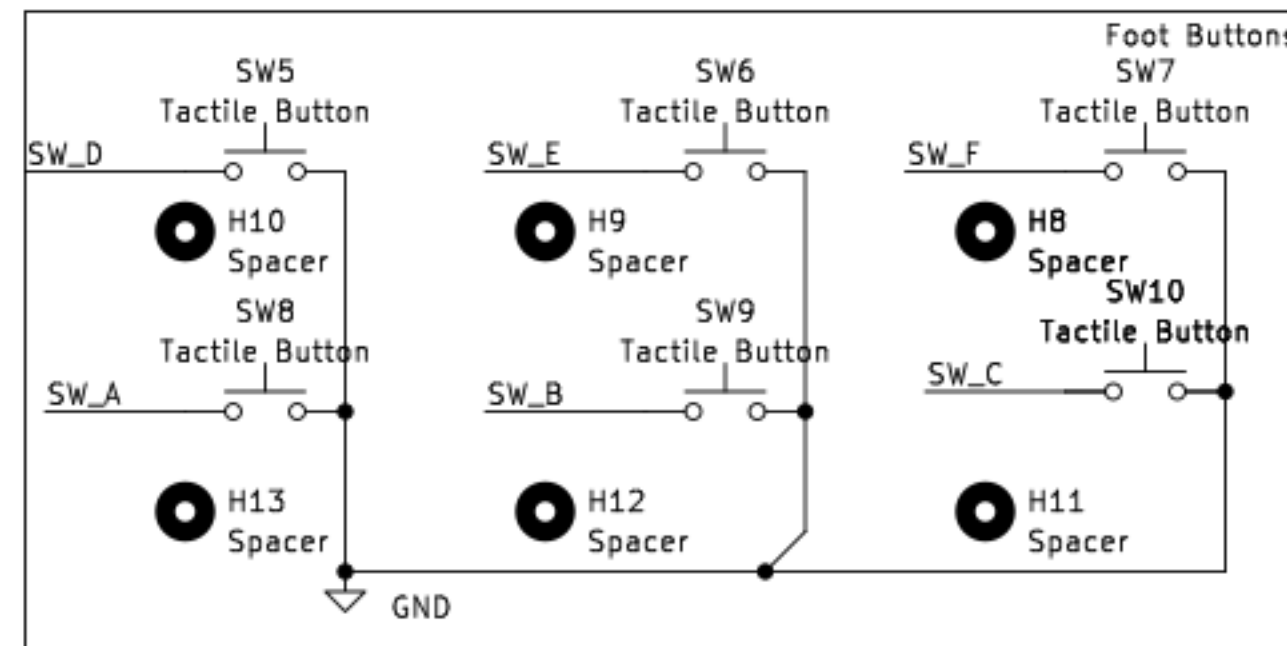 Foot Buttons
SW5
Tactile Button
SW_D
SW6
Tactile Button
SW_E
SW7
Tactile Button
SW_F
H10
Spacer
H9
Spacer
H8
Spacer
SW8
Tactile Button
SW_A
SW9
Tactile Button
SW_B
SW10
Tactile Button
SW_C
H13
Spacer
H12
Spacer
H11
Spacer
GND